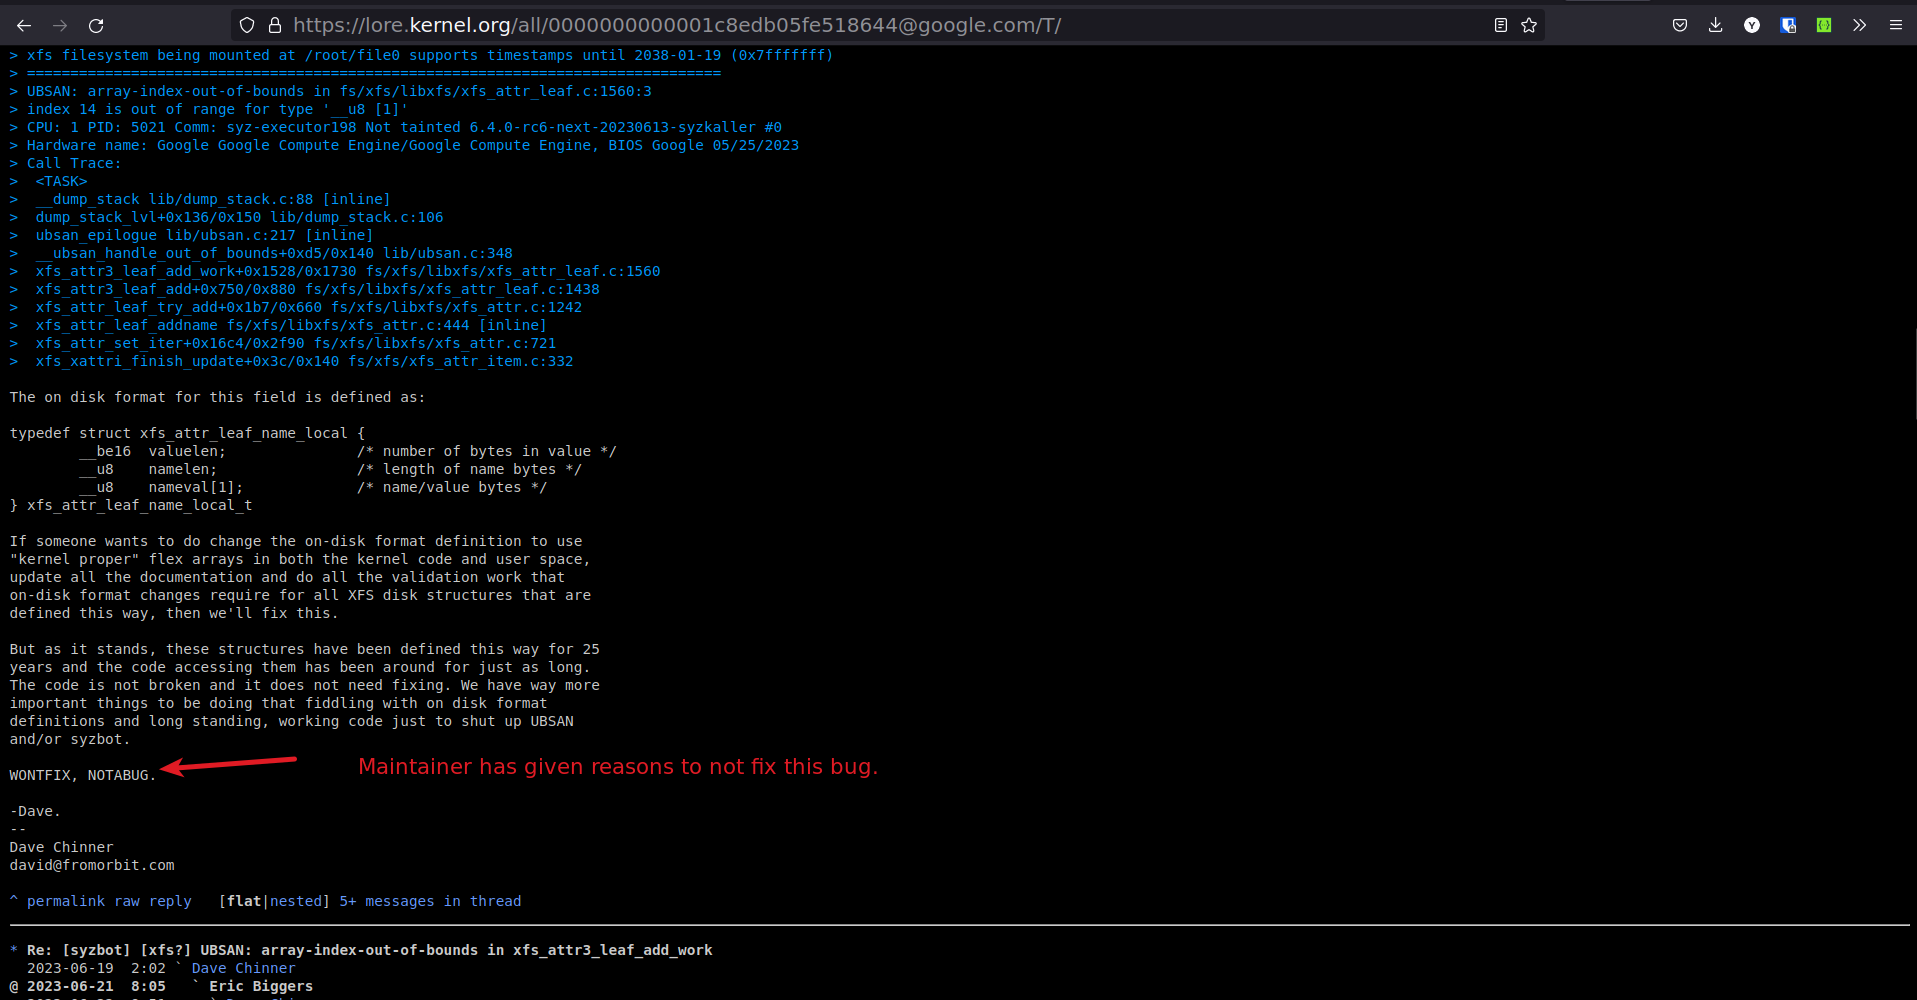 https://lore.kernel.org/all/0000000000001c8edb05fe518644@google.com/T/
> xfs filesystem being mounted at /root/file0 supports timestamps until 2038-01-19 (0x7fffffff)
> ================================================================================
> UBSAN: array-index-out-of-bounds in fs/xfs/libxfs/xfs_attr_leaf.c:1560:3
> index 14 is out of range for type '__u8 [1]'
> CPU: 1 PID: 5021 Comm: syz-executor198 Not tainted 6.4.0-rc6-next-20230613-syzkaller #0
> Hardware name: Google Google Compute Engine/Google Compute Engine, BIOS Google 05/25/2023
> Call Trace:
>  <TASK>
>  __dump_stack lib/dump_stack.c:88 [inline]
>  dump_stack_lvl+0x136/0x150 lib/dump_stack.c:106
>  ubsan_epilogue lib/ubsan.c:217 [inline]
>  __ubsan_handle_out_of_bounds+0xd5/0x140 lib/ubsan.c:348
>  xfs_attr3_leaf_add_work+0x1528/0x1730 fs/xfs/libxfs/xfs_attr_leaf.c:1560
>  xfs_attr3_leaf_add+0x750/0x880 fs/xfs/libxfs/xfs_attr_leaf.c:1438
>  xfs_attr_leaf_try_add+0x1b7/0x660 fs/xfs/libxfs/xfs_attr.c:1242
>  xfs_attr_leaf_addname fs/xfs/libxfs/xfs_attr.c:444 [inline]
>  xfs_attr_set_iter+0x16c4/0x2f90 fs/xfs/libxfs/xfs_attr.c:721
>  xfs_xattri_finish_update+0x3c/0x140 fs/xfs/xfs_attr_item.c:332
The on disk format for this field is defined as:
typedef struct xfs_attr_leaf_name_local {
        __be16  valuelen;               /* number of bytes in value */
        __u8    namelen;                /* length of name bytes */
        __u8    nameval[1];             /* name/value bytes */
} xfs_attr_leaf_name_local_t
If someone wants to do change the on-disk format definition to use
"kernel proper" flex arrays in both the kernel code and user space,
update all the documentation and do all the validation work that
on-disk format changes require for all XFS disk structures that are
defined this way, then we'll fix this.
But as it stands, these structures have been defined this way for 25
years and the code accessing them has been around for just as long.
The code is not broken and it does not need fixing. We have way more
important things to be doing that fiddling with on disk format
definitions and long standing, working code just to shut up UBSAN
and/or syzbot.
WONTFIX, NOTABUG.
Maintainer has given reasons to not fix this bug.
-Dave.
--
Dave Chinner
david@fromorbit.com
^ permalink raw reply   [flat|nested] 5+ messages in thread
* Re: [syzbot] [xfs?] UBSAN: array-index-out-of-bounds in xfs_attr3_leaf_add_work
  2023-06-19  2:02 ` Dave Chinner
@ 2023-06-21  8:05   ` Eric Biggers